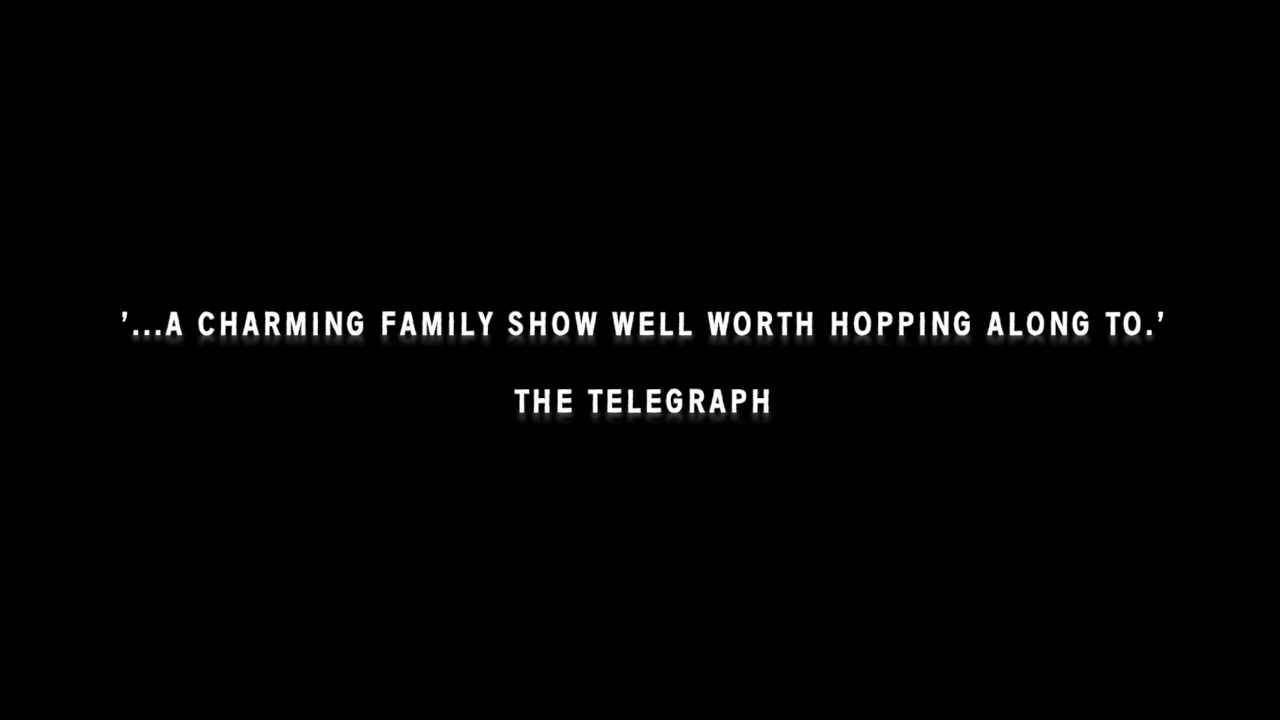 ’...A CHARMING FAMILY SHOW WELL WORTH HOPPING ALONG TO.’
THE TELEGRAPH